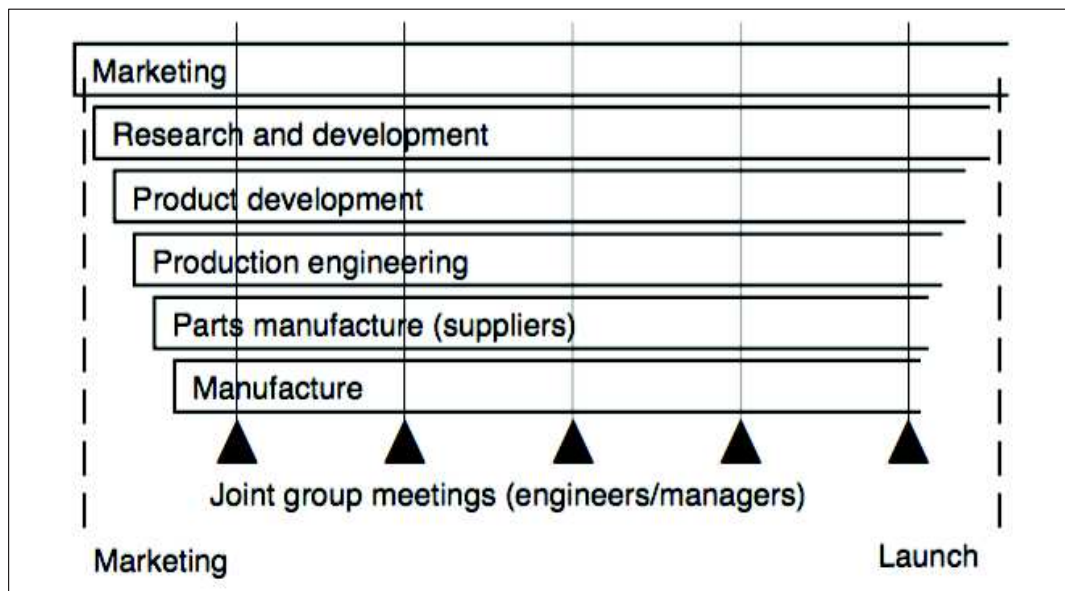 Marketing
Research and development
Product development
Production engineering
Parts manufacture (suppliers)
Manufacture
Joint group meetings (engineers/managers)
Marketing
Launch